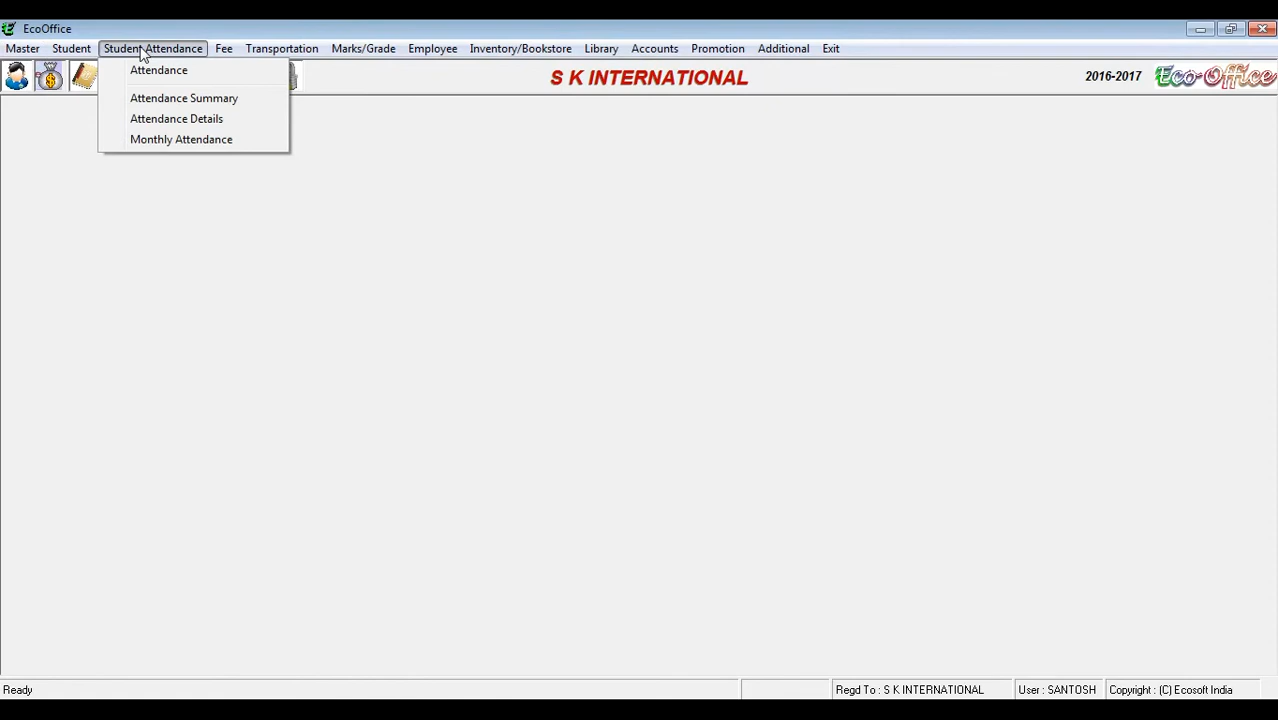 EcoOffice
Master Student Student Attendance Fee Transportation Marks/Grade Employee Inventory/Bookstore Library Accounts Promotion Additional Exit
S K INTERNATIONAL 2016-2017 Eco-Office
Attendance
Attendance Summary
Attendance Details
Monthly Attendance
Ready Regd To : S K INTERNATIONAL User : SANTOSH Copyright : (C) Ecosoft India